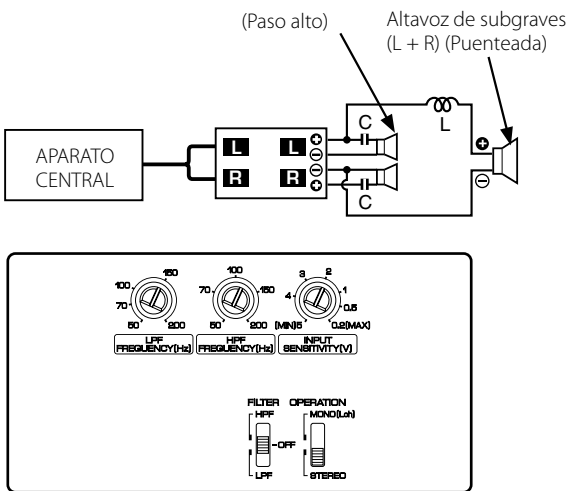 (Paso alto)
Altavoz de subgraves
(L + R) (Puenteada)
C
L
APARATO
CENTRAL
L L
R R
C
150
100
70
50 200
LPF
FREQUENCY(Hz)
100
70 150
50 200
HPF
FREQUENCY(Hz)
3 2
4 1
0.5
(MIN)5 0.2(MAX)
INPUT
SENSITIVITY(V)
FILTER OPERATION
HPF MONO(Lch)
OFF
LPF STEREO